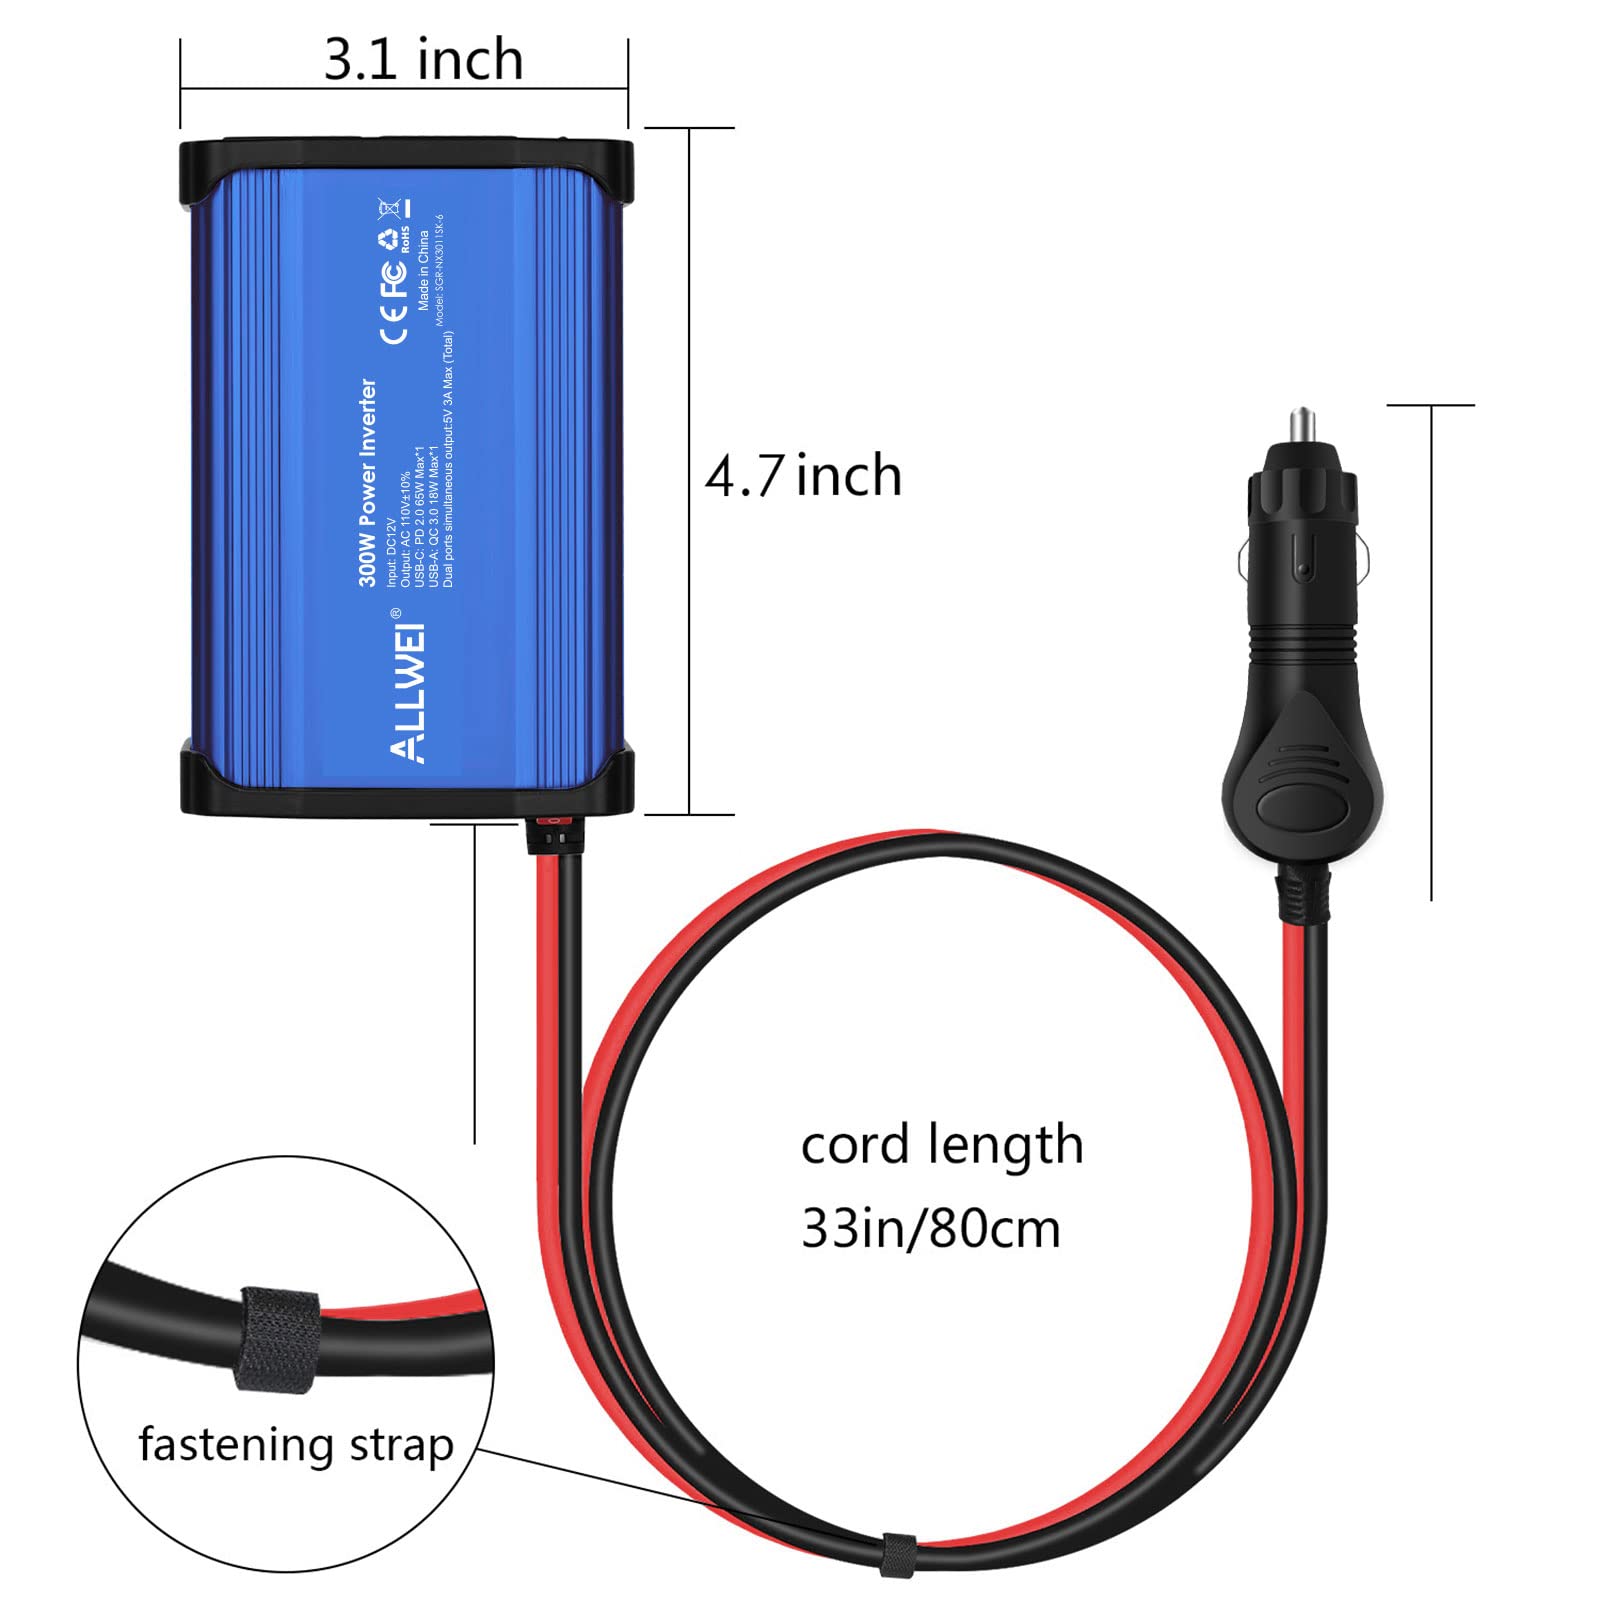 3.1 inch
4.7 inch
ALLWEI®
300W Power Inverter
Input: DC12V
Output: AC 110V±10%
USB-C: PD 2.0 65W Max*1
USB-A: QC 3.0 18W Max*1
Dual ports simultaneous output:5V 3A Max (Total)
CE FC
RoHS
Made in China
Model: SGR-NX3011SK-6
cord length
33in/80cm
fastening strap